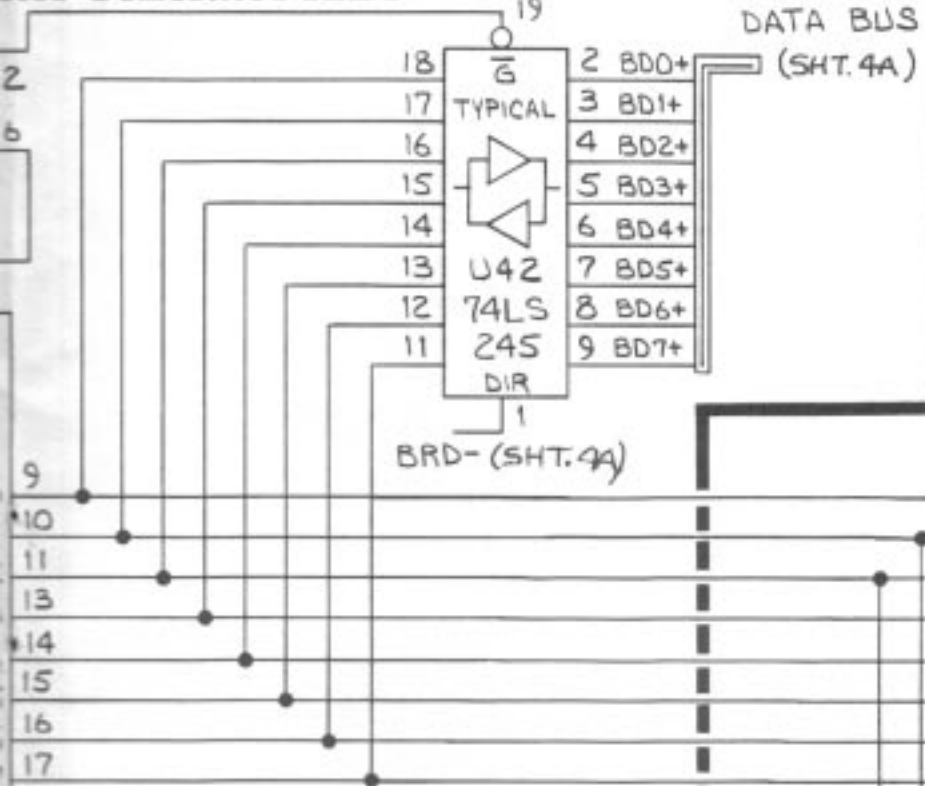 19
DATA BUS
(SHT. 4A)
2
6
18
17
16
15
14
13
12
11
G
TYPICAL
U42
74LS
245
DIR
2 BD0+
3 BD1+
4 BD2+
5 BD3+
6 BD4+
7 BD5+
8 BD6+
9 BD7+
1
BRD- (SHT. 4A)
9
10
11
13
14
15
16
17